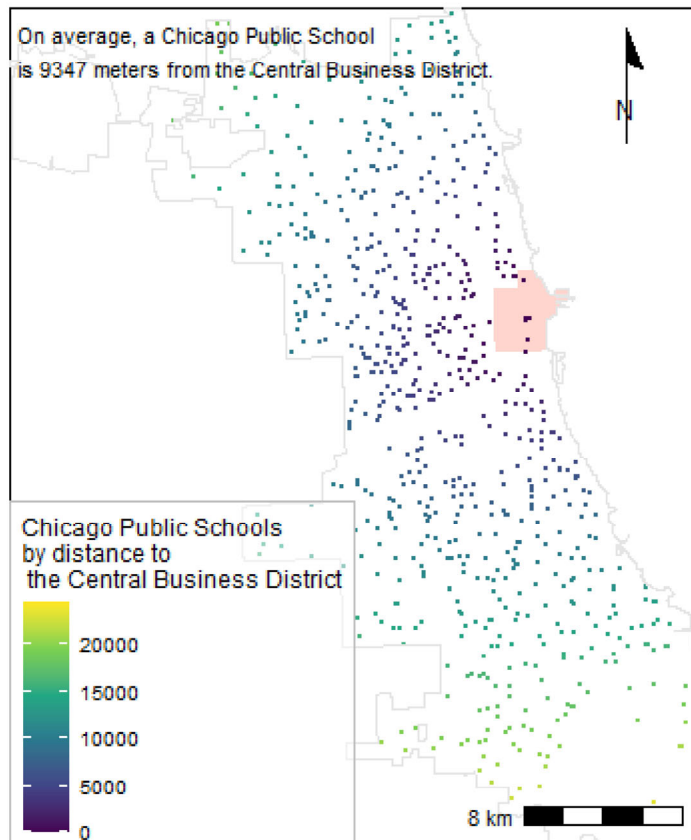 On average, a Chicago Public School
is 9347 meters from the Central Business District.
N
Chicago Public Schools
by distance to
the Central Business District
20000
15000
10000
5000
0
8 km